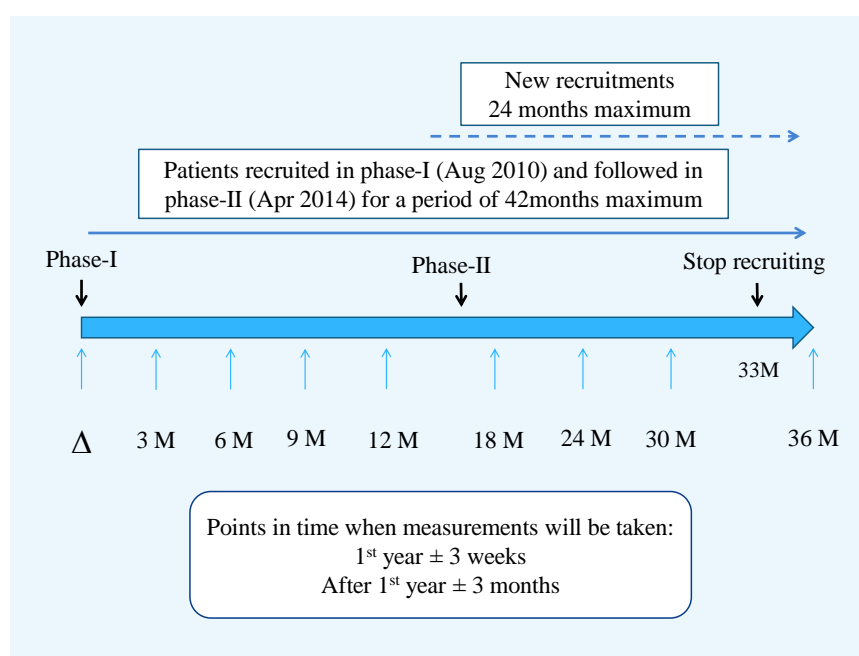 New recruitments
24 months maximum
Patients recruited in phase-I (Aug 2010) and followed in
phase-II (Apr 2014) for a period of 42months maximum
Phase-I
Phase-II
Stop recruiting
33M
Δ
3 M
6 M
9 M
12 M
18 M
24 M
30 M
36 M
Points in time when measurements will be taken:
1st year ± 3 weeks
After 1st year ± 3 months